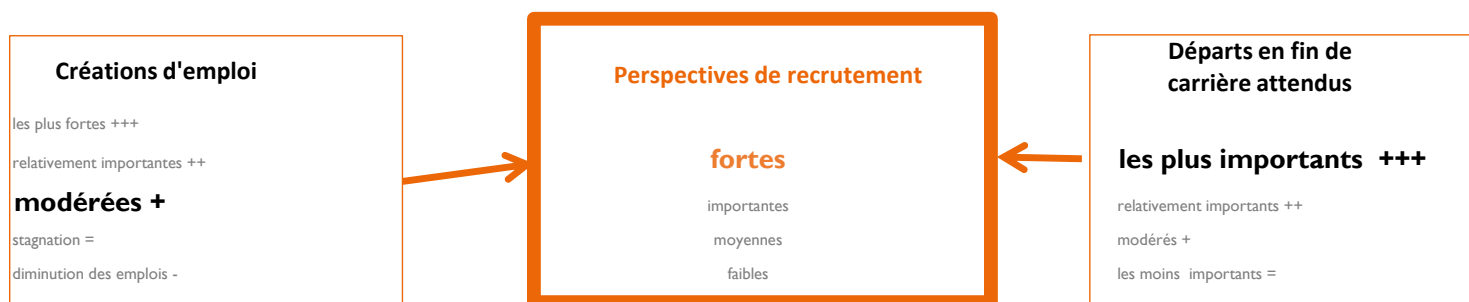 Créations d'emploi
les plus fortes +++
relativement importantes ++
modérées +
stagnation =
diminution des emplois -
Perspectives de recrutement
fortes
importantes
moyennes
faibles
Départs en fin de
carrière attendus
les plus importants +++
relativement importants ++
modérés +
les moins importants =